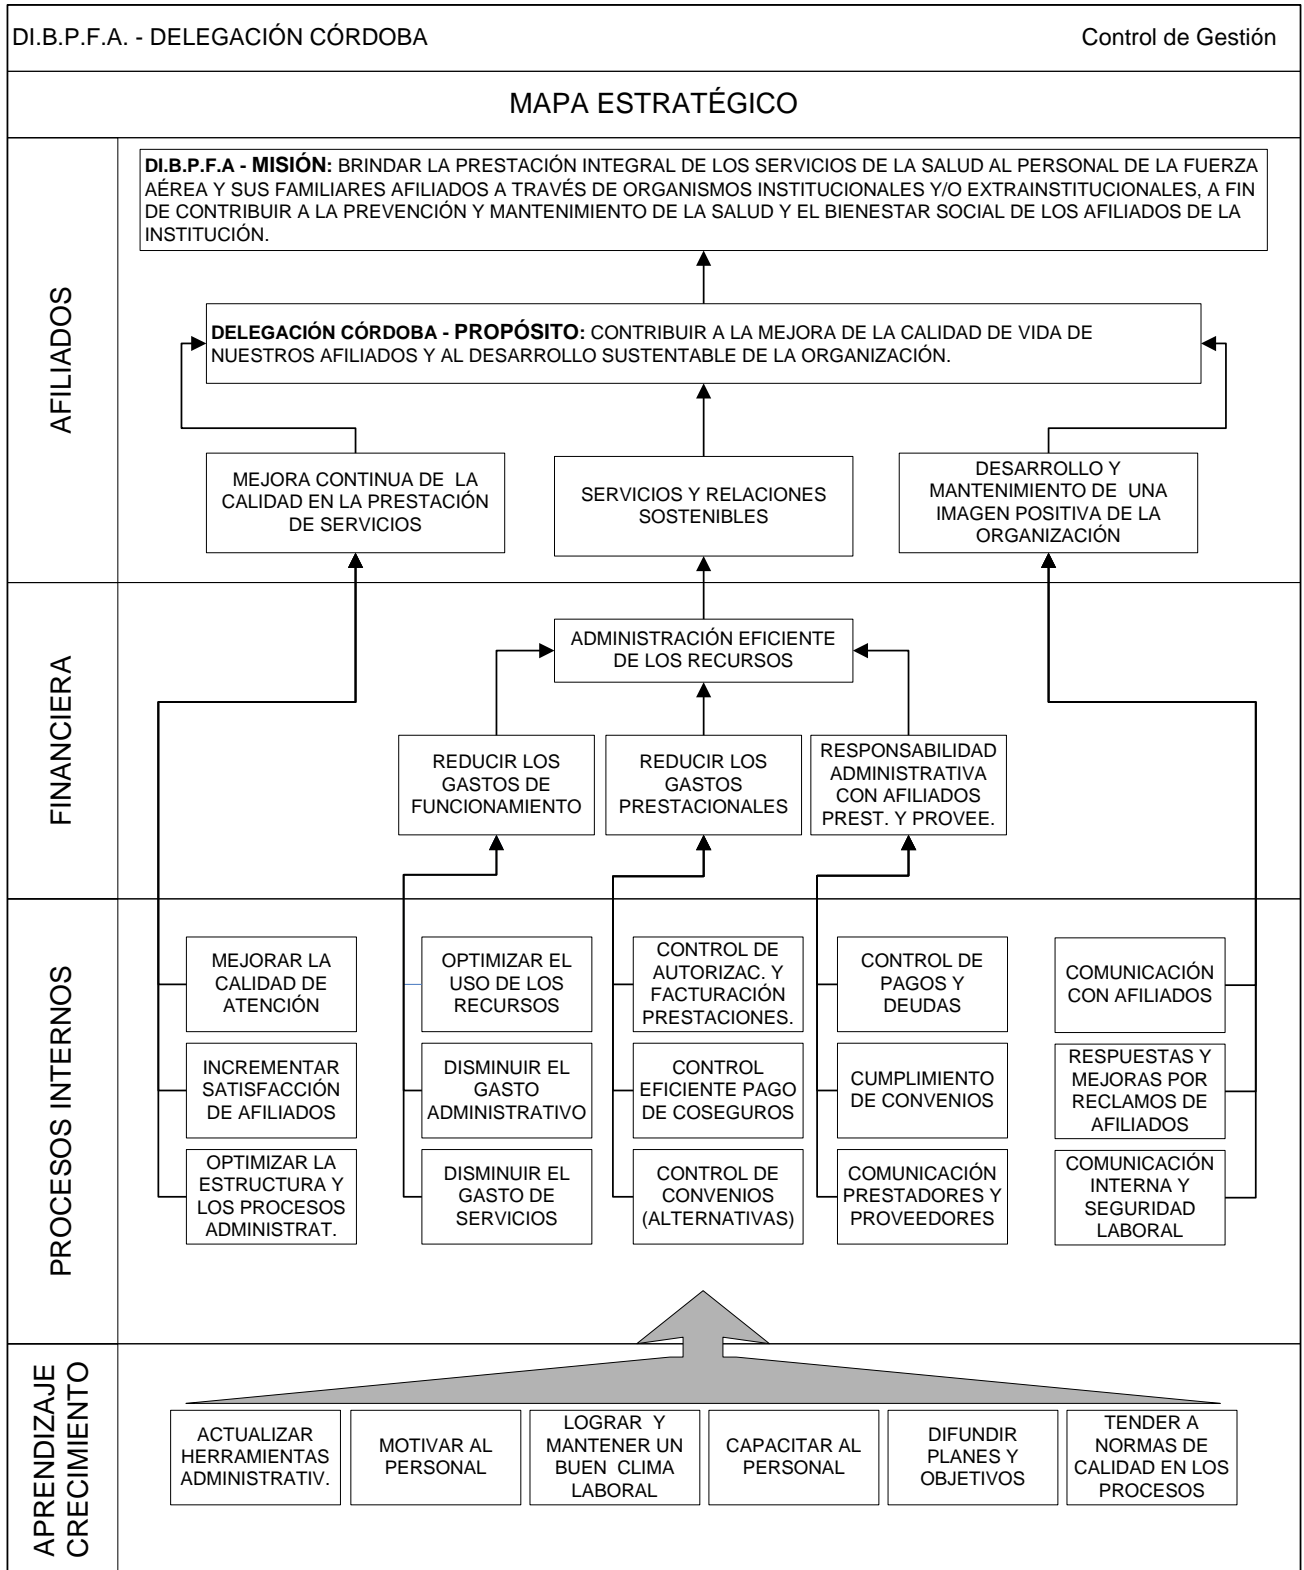 DI.B.P.F.A. - DELEGACIÓN CÓRDOBA
Control de Gestión
MAPA ESTRATÉGICO
AFILIADOS
DI.B.P.F.A - MISIÓN: BRINDAR LA PRESTACIÓN INTEGRAL DE LOS SERVICIOS DE LA SALUD AL PERSONAL DE LA FUERZA
AÉREA Y SUS FAMILIARES AFILIADOS A TRAVÉS DE ORGANISMOS INSTITUCIONALES Y/O EXTRAINSTITUCIONALES, A FIN
DE CONTRIBUIR A LA PREVENCIÓN Y MANTENIMIENTO DE LA SALUD Y EL BIENESTAR SOCIAL DE LOS AFILIADOS DE LA
INSTITUCIÓN.
DELEGACIÓN CÓRDOBA - PROPÓSITO: CONTRIBUIR A LA MEJORA DE LA CALIDAD DE VIDA DE
NUESTROS AFILIADOS Y AL DESARROLLO SUSTENTABLE DE LA ORGANIZACIÓN.
MEJORA CONTINUA DE LA
CALIDAD EN LA PRESTACIÓN
DE SERVICIOS
SERVICIOS Y RELACIONES
SOSTENIBLES
DESARROLLO Y
MANTENIMIENTO DE UNA
IMAGEN POSITIVA DE LA
ORGANIZACIÓN
FINANCIERA
ADMINISTRACIÓN EFICIENTE
DE LOS RECURSOS
REDUCIR LOS
GASTOS DE
FUNCIONAMIENTO
REDUCIR LOS
GASTOS
PRESTACIONALES
RESPONSABILIDAD
ADMINISTRATIVA
CON AFILIADOS
PREST. Y PROVEE.
PROCESOS INTERNOS
MEJORAR LA
CALIDAD DE
ATENCIÓN
OPTIMIZAR EL
USO DE LOS
RECURSOS
CONTROL DE
AUTORIZAC. Y
FACTURACIÓN
PRESTACIONES.
CONTROL DE
PAGOS Y
DEUDAS
COMUNICACIÓN
CON AFILIADOS
INCREMENTAR
SATISFACCIÓN
DE AFILIADOS
DISMINUIR EL
GASTO
ADMINISTRATIVO
CONTROL
EFICIENTE PAGO
DE COSEGUROS
CUMPLIMIENTO
DE CONVENIOS
RESPUESTAS Y
MEJORAS POR
RECLAMOS DE
AFILIADOS
OPTIMIZAR LA
ESTRUCTURA Y
LOS PROCESOS
ADMINISTRAT.
DISMINUIR EL
GASTO DE
SERVICIOS
CONTROL DE
CONVENIOS
(ALTERNATIVAS)
COMUNICACIÓN
PRESTADORES Y
PROVEEDORES
COMUNICACIÓN
INTERNA Y
SEGURIDAD
LABORAL
APRENDIZAJE
CRECIMIENTO
ACTUALIZAR
HERRAMIENTAS
ADMINISTRATIV.
MOTIVAR AL
PERSONAL
LOGRAR Y
MANTENER UN
BUEN CLIMA
LABORAL
CAPACITAR AL
PERSONAL
DIFUNDIR
PLANES Y
OBJETIVOS
TENDER A
NORMAS DE
CALIDAD EN LOS
PROCESOS